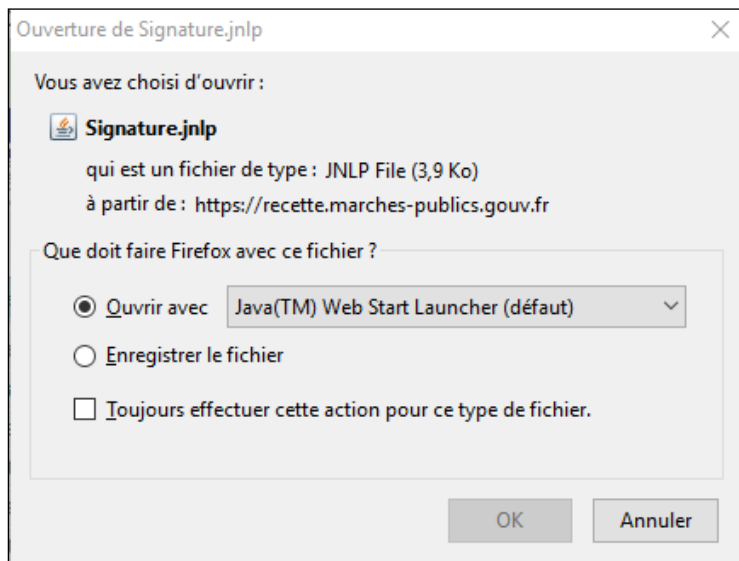 Ouverture de Signature.jnlp
Vous avez choisi d'ouvrir :
Signature.jnlp
qui est un fichier de type : JNLP File (3,9 Ko)
à partir de : https://recette.marches-publics.gouv.fr
Que doit faire Firefox avec ce fichier ?
Ouvrir avec Java(TM) Web Start Launcher (défaut)
Enregistrer le fichier
Toujours effectuer cette action pour ce type de fichier.
OK Annuler